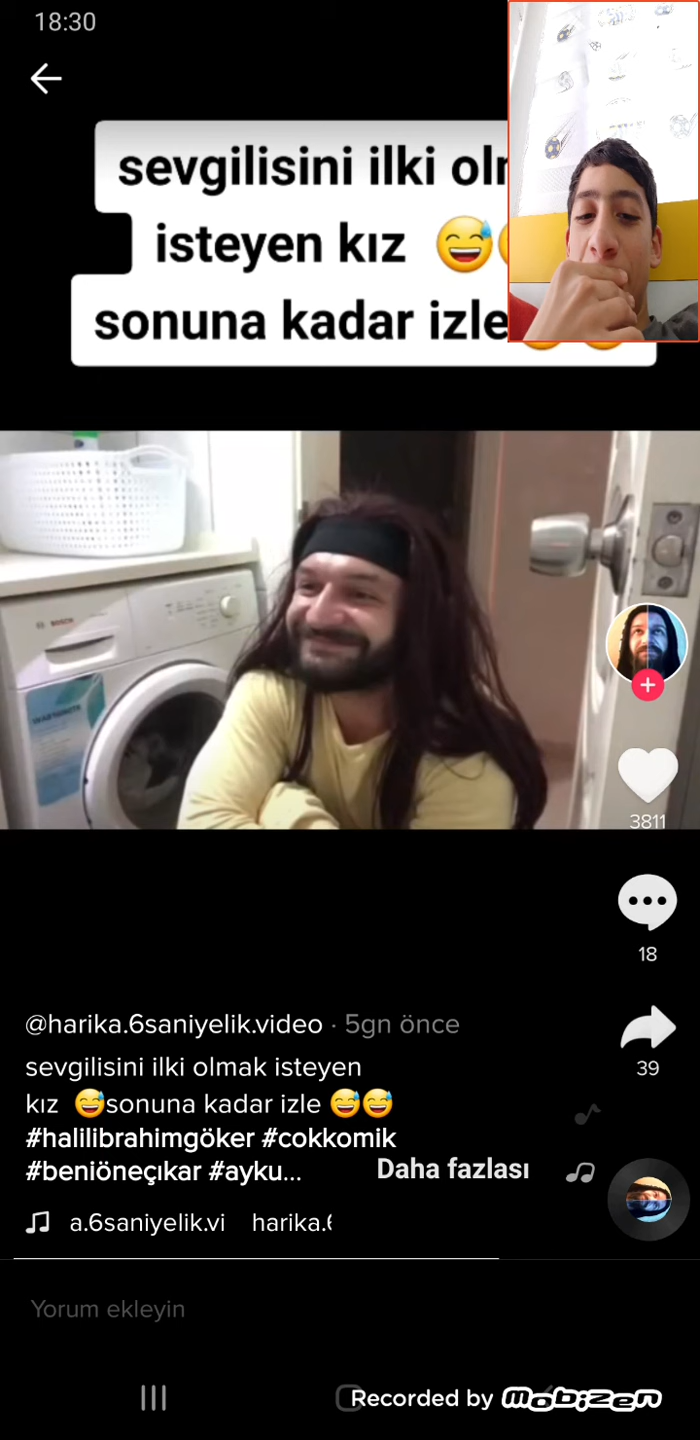 18:30
sevgilisini ilki
isteyen kız 😅
sonuna kadar izle
BOSCH
3811
18
@harika.6saniyelik.video · 5gn önce
39
sevgilisini ilki olmak isteyen
kız 😅sonuna kadar izle 😅😅
#halilibrahimgöker #cokkomik
#beniöneçıkar #ayku... Daha fazlası
a.6saniyelik.vi harika.
Yorum ekleyin
Recorded by Mobizen